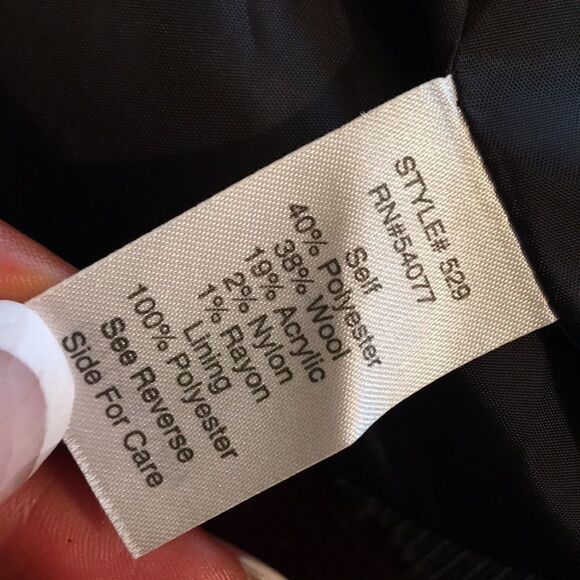 STYLE# 529
RN#54077
Self
40% Polyester
38% Wool
19% Acrylic
2% Nylon
1% Rayon
Lining
100% Polyester
See Reverse
Side For Care